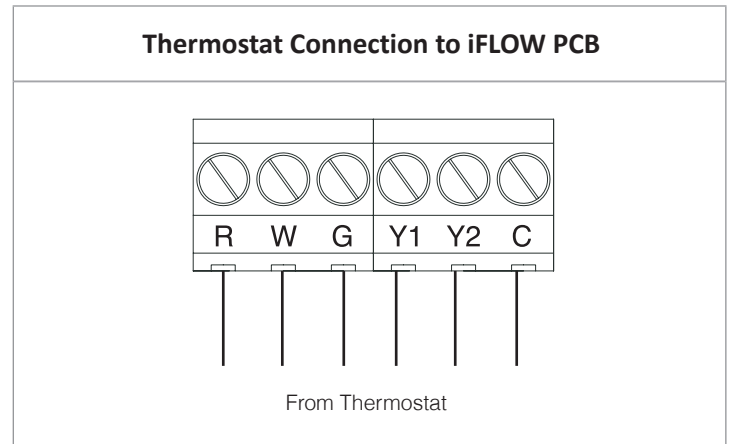 Thermostat Connection to iFLOW PCB
R W G Y1 Y2 C
From Thermostat